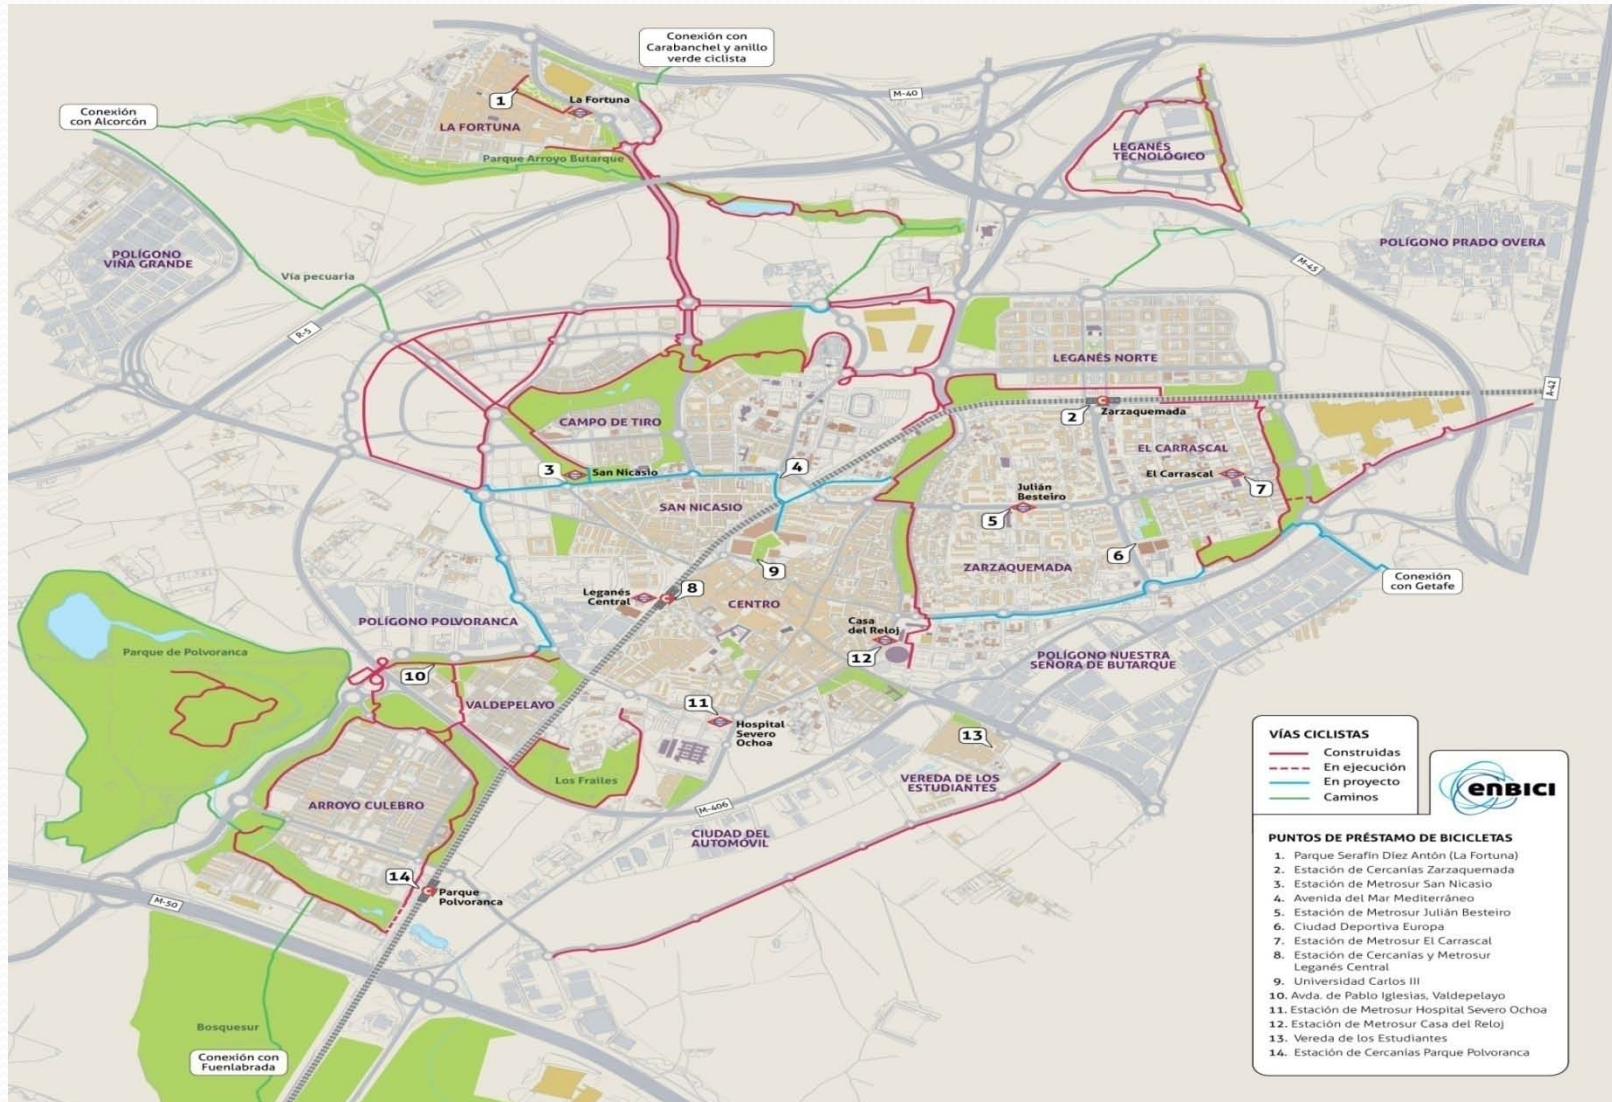 Conexión con
Carabanchel y anillo
verde ciclista
M-40
1
La Fortuna
LA FORTUNA
Conexión
con Alcorcón
Parque Arroyo Butarque
LEGANÉS
TECNOLÓGICO
POLÍGONO
VIÑA GRANDE
POLÍGONO PRADO OVERA
Vía pecuaria
M-45
R-5
LEGANÉS NORTE
A-42
2
Zarzaquemada
CAMPO DE TIRO
EL CARRASCAL
3
San Nicasio
4
El Carrascal
7
Julián
Besteiro
5
SAN NICASIO
6
9
ZARZAQUEMADA
Conexión
con Getafe
Leganés
Central
8
CENTRO
POLÍGONO POLVORANCA
Casa
del Reloj
12
Parque de Polvoranca
10
POLÍGONO NUESTRA
SEÑORA DE BUTARQUE
VALDEPELAYO
11
Hospital
Severo
Ochoa
13
Los Frailes
VEREDA DE LOS
ESTUDIANTES
ARROYO CULEBRO
M-406
CIUDAD DEL
AUTOMÓVIL
14
Parque
Polvoranca
M-50
Bosquesur
Conexión con
Fuenlabrada
VÍAS CICLISTAS
Construidas
En ejecución
En proyecto
Caminos
enBICI
PUNTOS DE PRÉSTAMO DE BICICLETAS
1. Parque Serafín Díez Antón (La Fortuna)
2. Estación de Cercanías Zarzaquemada
3. Estación de Metrosur San Nicasio
4. Avenida del Mar Mediterráneo
5. Estación de Metrosur Julián Besteiro
6. Ciudad Deportiva Europa
7. Estación de Metrosur El Carrascal
8. Estación de Cercanías y Metrosur
Leganés Central
9. Universidad Carlos III
10. Avda. de Pablo Iglesias, Valdepelayo
11. Estación de Metrosur Hospital Severo Ochoa
12. Estación de Metrosur Casa del Reloj
13. Vereda de los Estudiantes
14. Estación de Cercanías Parque Polvoranca